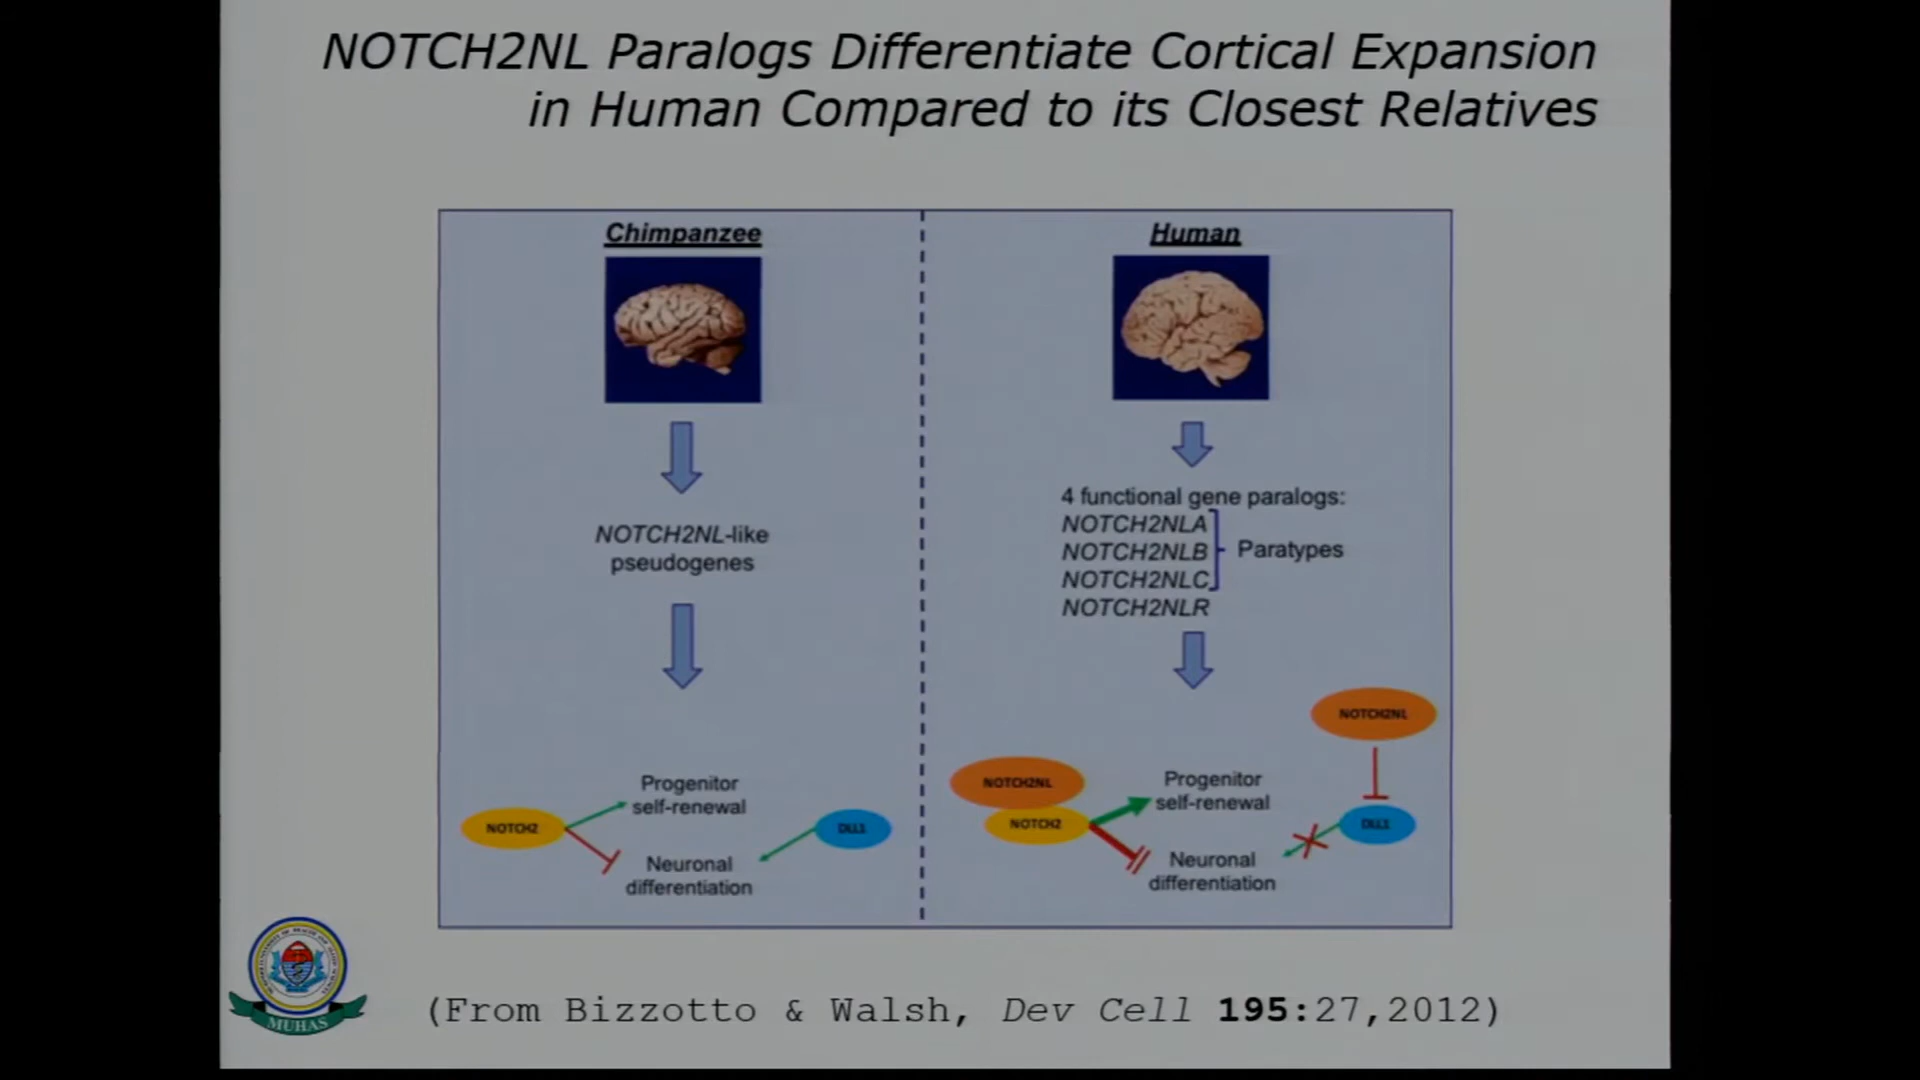 NOTCH2NL Paralogs Differentiate Cortical Expansion
in Human Compared to its Closest Relatives
Chimpanzee
NOTCH2NL-like
pseudogenes
Progenitor
self-renewal
NOTCH2
DLL1
Neuronal
differentiation
Human
4 functional gene paralogs:
NOTCH2NLA
NOTCH2NLB
NOTCH2NLC
Paratypes
NOTCH2NLR
NOTCH2NL
NOTCH2NL
Progenitor
self-renewal
NOTCH2
DLL1
Neuronal
differentiation
MUHAS
(From Bizzotto & Walsh, Dev Cell 195:27,2012)